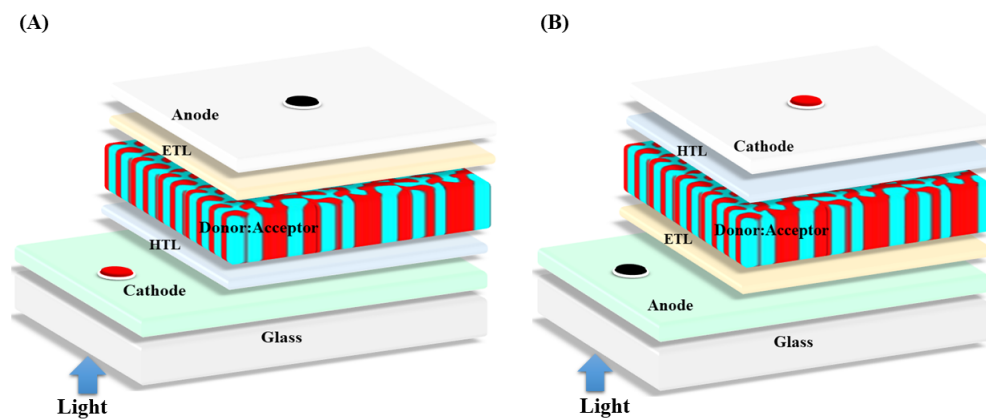 (A)
Anode
ETL
Donor:Acceptor
HTL
Cathode
Glass
Light
(B)
Cathode
HTL
Donor:Acceptor
ETL
Anode
Glass
Light